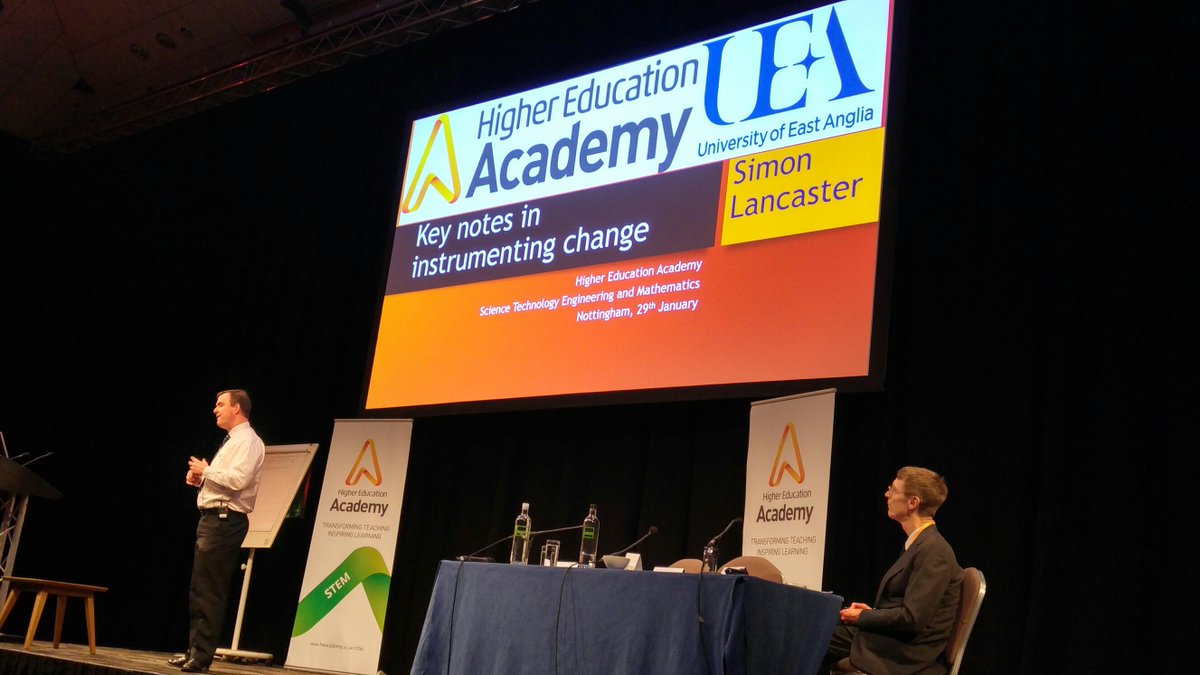 Higher Education
Academy
UEA
University of East Anglia
Key notes in
instrumenting change
Simon
Lancaster
Higher Education Academy
Science Technology Engineering and Mathematics
Nottingham, 29th January
Higher Education
Academy
TRANSFORMING TEACHING
INSPIRING LEARNING
STEM
Higher Education
Academy
TRANSFORMING TEACHING
INSPIRING LEARNING